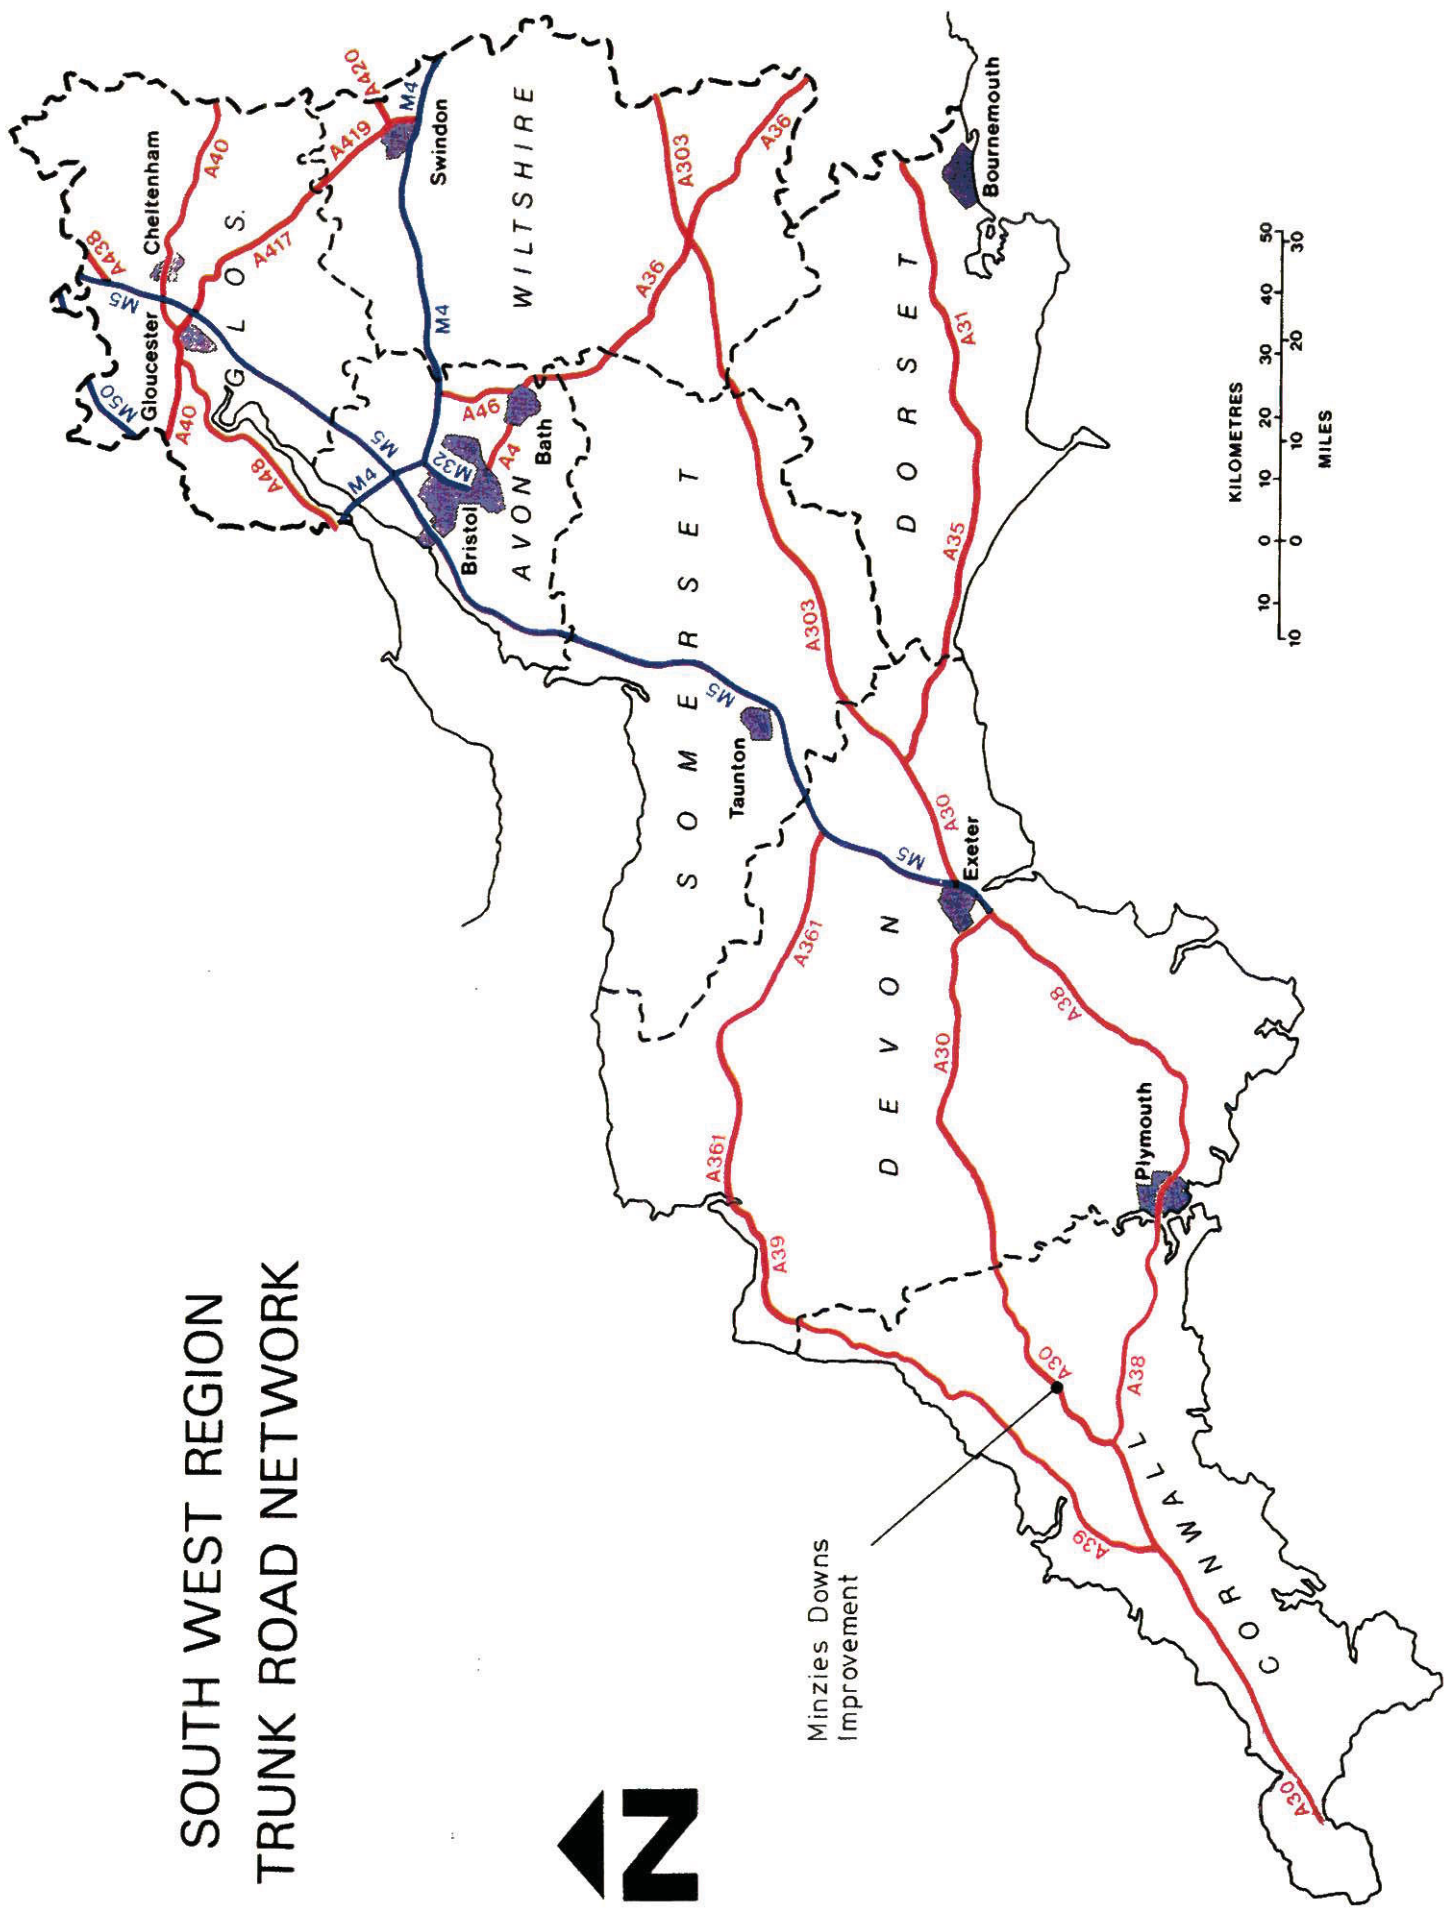 SOUTH WEST REGION
TRUNK ROAD NETWORK
N
Minzies Downs
Improvement
M50
A438
M5
Gloucester
Cheltenham
A40
A40
A48
GLOS.
A417
A419
A420
M4
Swindon
M4
M4
M5
M32
A46
A4
Bath
Bristol
AVON
WILTSHIRE
A36
A303
A36
SOMERSET
M5
Taunton
A303
DORSET
A31
A35
Bournemouth
A361
A361
A39
M5
A30
Exeter
DEVON
A30
A38
Plymouth
A30
A38
A39
CORNWALL
A30
KILOMETRES
10 0 10 20 30 40 50
10 0 10 20 30
MILES